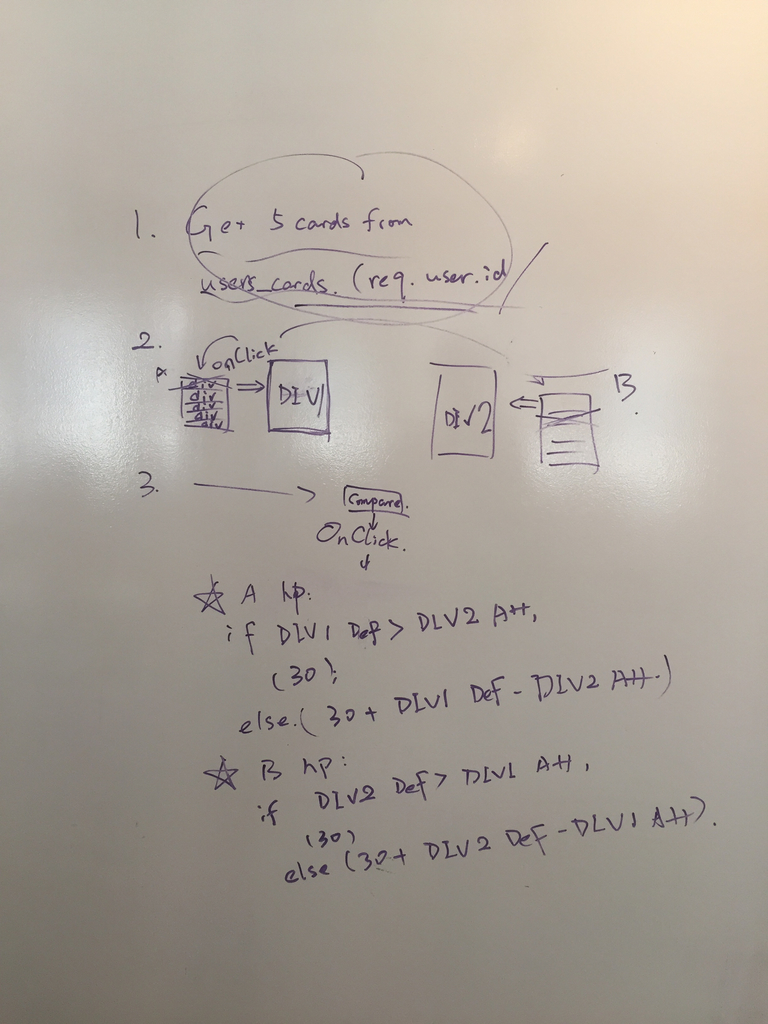 1. Get 5 cards from
users_cards. (req. user.id
2.
onClick
A
div
div
div
div
div
DIV1
DIV2
B.
3.
Compare.
OnClick.
A hp:
if DIV1 Def > DIV2 Att,
(30);
else. ( 30 + DIV1 Def - DIV2 Att.)
B hp:
if DIV2 Def > DIV1 Att,
(30)
else (30 + DIV2 Def - DIV1 Att).